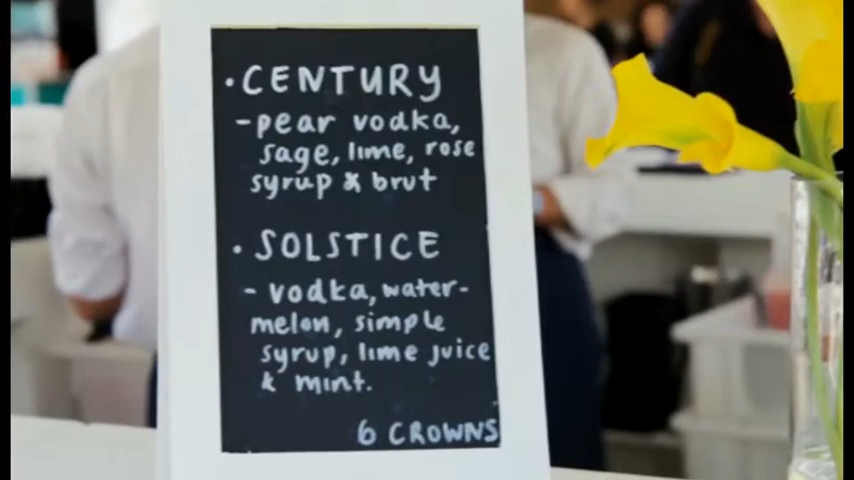 • CENTURY
- pear vodka,
sage, lime, rose
syrup & brut
• SOLSTICE
- vodka, water-
melon, simple
syrup, lime juice
& mint.
6 CROWNS